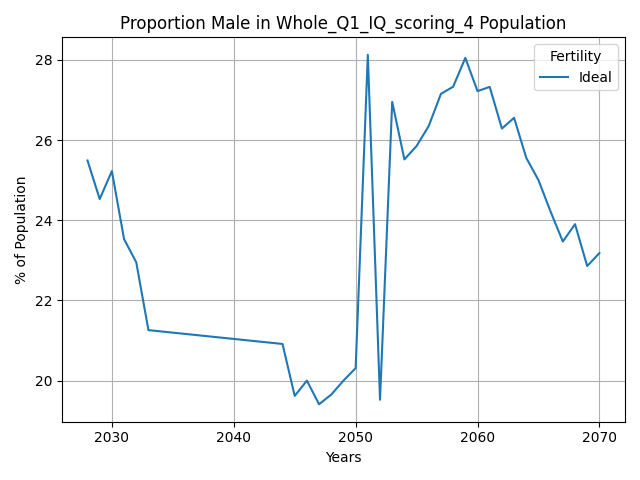 Proportion Male in Whole_Q1_IQ_scoring_4 Population
Fertility
Ideal
% of Population
28
26
24
22
20
2030 2040 2050 2060 2070
Years